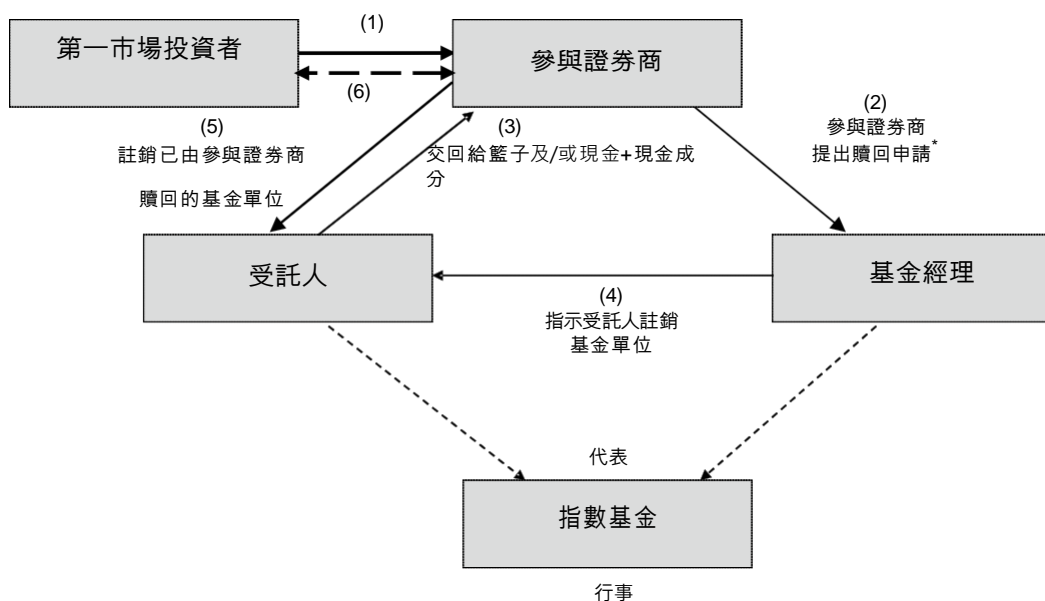 (1)
第一市場投資者
參與證券商
(6)
(2)
參與證券商
提出贖回申請*
(5)
註銷已由參與證券商
贖回的基金單位
(3)
交回給籃子及/或現金+現金成
分
受託人
基金經理
(4)
指示受託人註銷
基金單位
代表
指數基金
行事